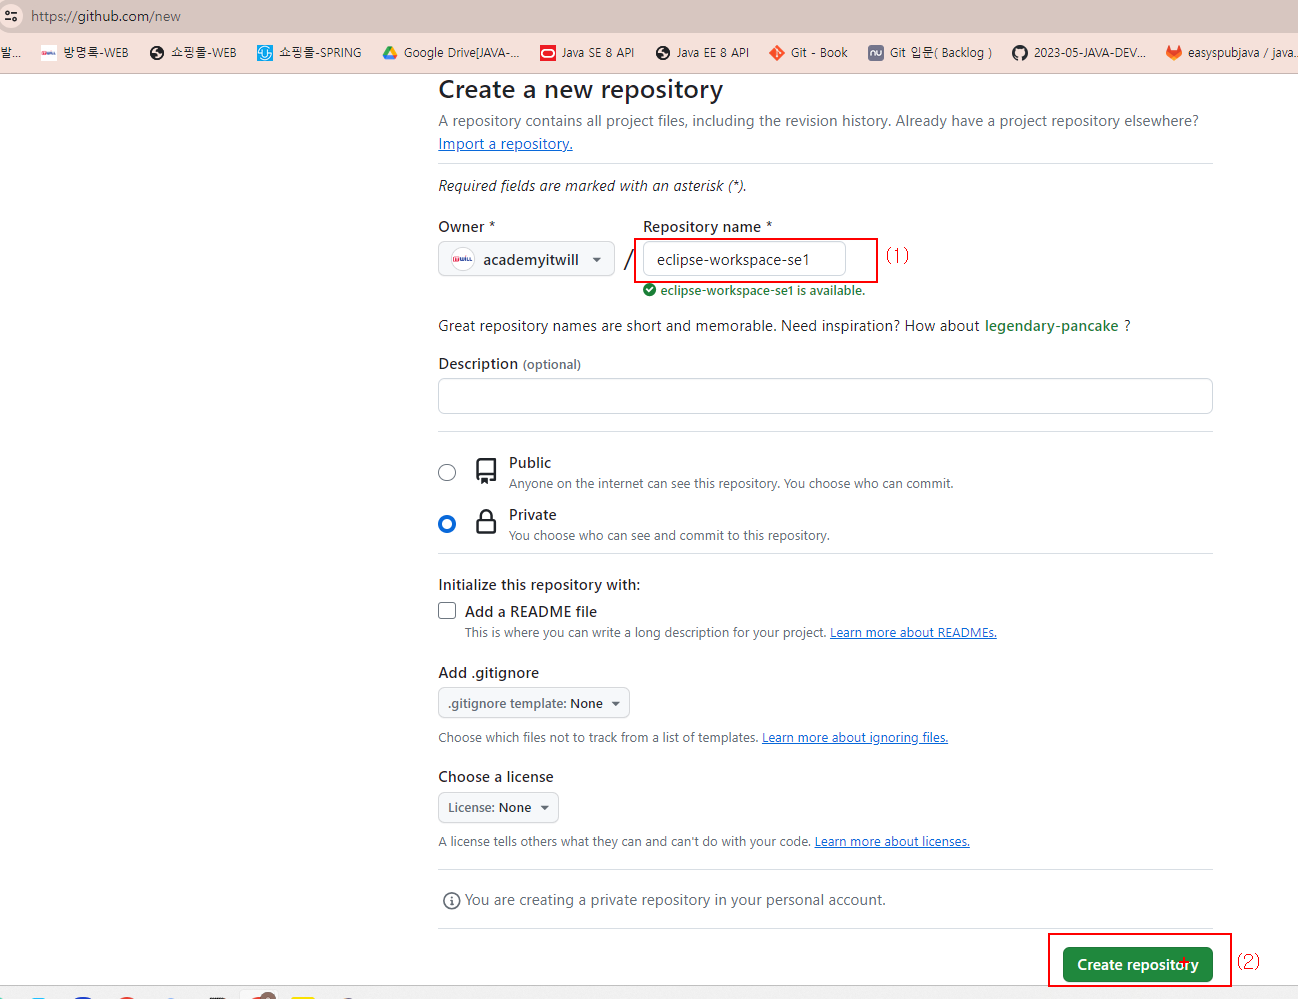 https://github.com/new
발... 방명록-WEB 쇼핑몰-WEB 쇼핑몰-SPRING Google Drive[JAVA-... Java SE 8 API Java EE 8 API Git - Book Git 입문( Backlog ) 2023-05-JAVA-DEV... easyspubjava / java...
Create a new repository
A repository contains all project files, including the revision history. Already have a project repository elsewhere?
Import a repository.
Required fields are marked with an asterisk (*).
Owner * Repository name *
academyitwill / eclipse-workspace-se1 (1)
eclipse-workspace-se1 is available.
Great repository names are short and memorable. Need inspiration? How about legendary-pancake ?
Description (optional)
Public
Anyone on the internet can see this repository. You choose who can commit.
Private
You choose who can see and commit to this repository.
Initialize this repository with:
Add a README file
This is where you can write a long description for your project. Learn more about READMEs.
Add .gitignore
.gitignore template: None
Choose which files not to track from a list of templates. Learn more about ignoring files.
Choose a license
License: None
A license tells others what they can and can't do with your code. Learn more about licenses.
You are creating a private repository in your personal account.
Create repository (2)